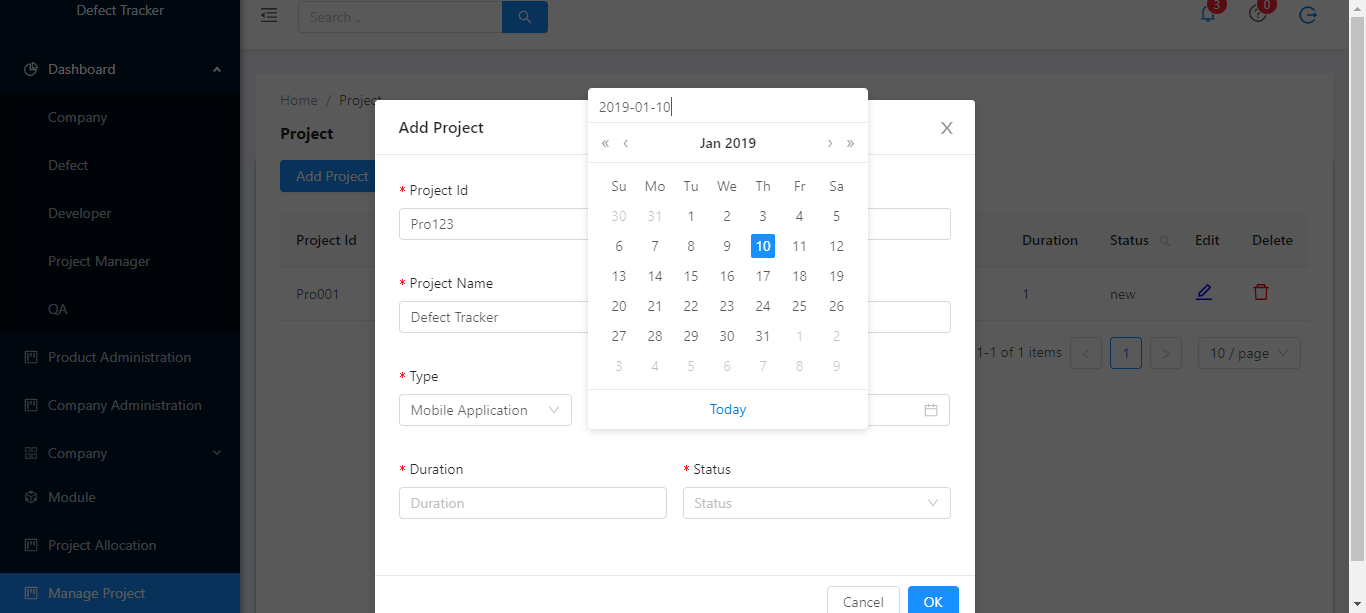 Defect Tracker
Search ..
3
0
Dashboard
Company
Defect
Developer
Project Manager
QA
Product Administration
Company Administration
Company
Module
Project Allocation
Manage Project
Home / Project
Project
Add Project
Project Id
Duration
Status
Edit
Delete
Pro001
1
new
1-1 of 1 items
<
1
>
10 / page
Add Project
* Project Id
Pro123
* Project Name
Defect Tracker
* Type
Mobile Application
* Duration
Duration
* Status
Status
Cancel
OK
2019-01-10
« ‹ Jan 2019 › »
Su Mo Tu We Th Fr Sa
30 31 1 2 3 4 5
6 7 8 9 10 11 12
13 14 15 16 17 18 19
20 21 22 23 24 25 26
27 28 29 30 31 1 2
3 4 5 6 7 8 9
Today